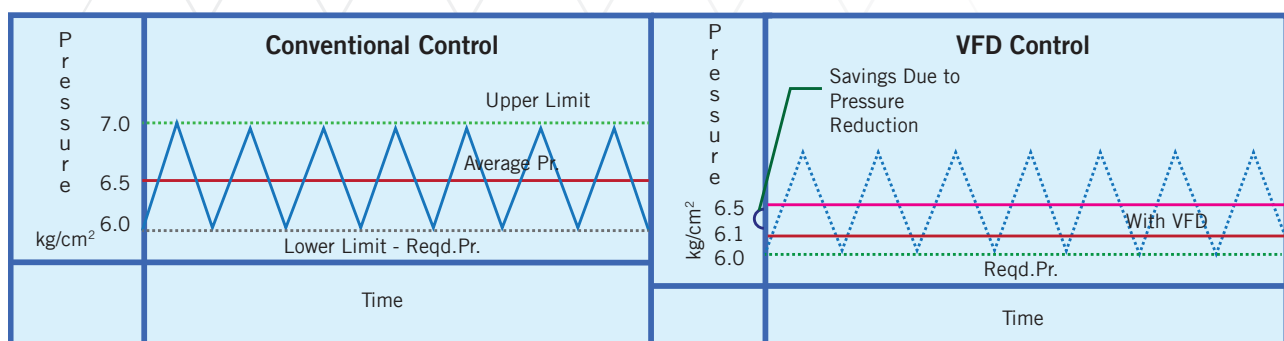 Pressure
Conventional Control
Upper Limit
7.0
Average Pr.
6.5
6.0
kg/cm²
Lower Limit - Reqd.Pr.
Time
Pressure
VFD Control
Savings Due to
Pressure
Reduction
6.5
With VFD
6.1
6.0
kg/cm²
Reqd.Pr.
Time